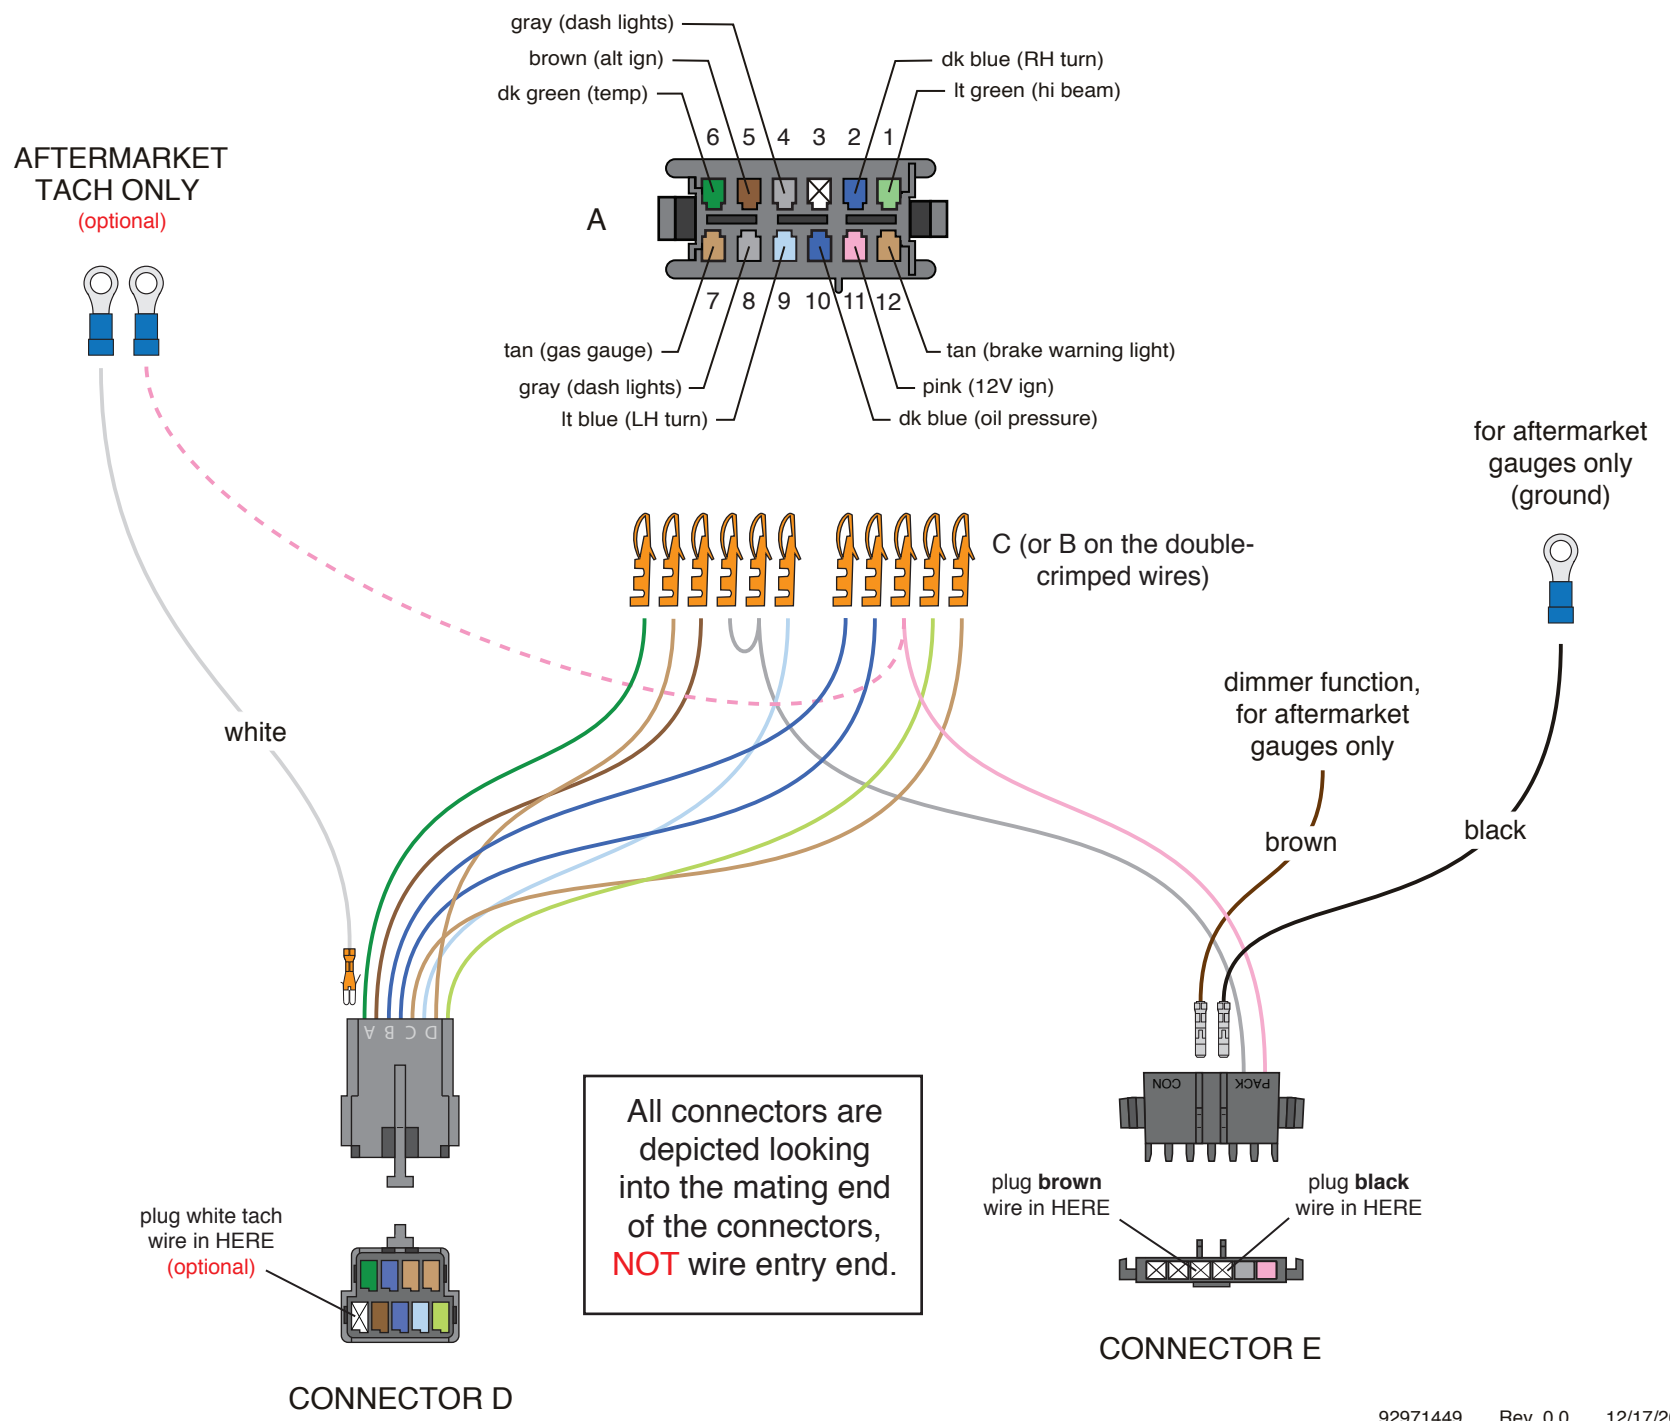 gray (dash lights)
brown (alt ign)
dk green (temp)
dk blue (RH turn)
lt green (hi beam)
6 5 4 3 2 1
AFTERMARKET
TACH ONLY
(optional)
A
7 8 9 10 11 12
tan (gas gauge)
gray (dash lights)
lt blue (LH turn)
tan (brake warning light)
pink (12V ign)
dk blue (oil pressure)
for aftermarket
gauges only
(ground)
C (or B on the double-
crimped wires)
white
dimmer function,
for aftermarket
gauges only
brown
black
A B C D
CON PACK
All connectors are
depicted looking
into the mating end
of the connectors,
NOT wire entry end.
plug brown
wire in HERE
plug black
wire in HERE
plug white tach
wire in HERE
(optional)
CONNECTOR E
CONNECTOR D
92971449 Rev. 0.0